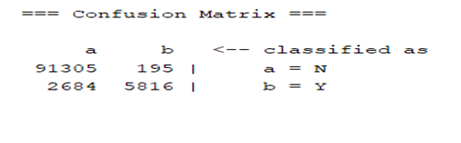 === Confusion Matrix ===
a b <-- classified as
91305 195 | a = N
2684 5816 | b = Y